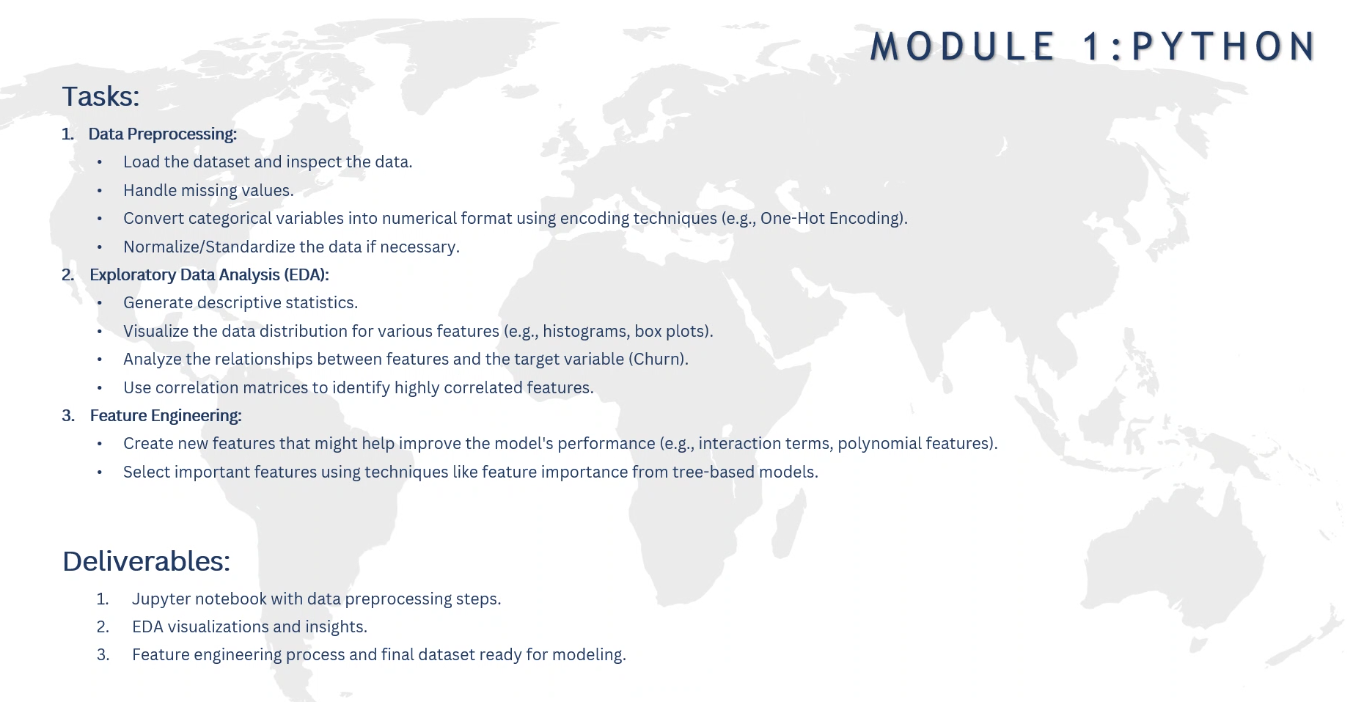 MODULE 1:PYTHON
Tasks:
1. Data Preprocessing:
• Load the dataset and inspect the data.
• Handle missing values.
• Convert categorical variables into numerical format using encoding techniques (e.g., One-Hot Encoding).
• Normalize/Standardize the data if necessary.
2. Exploratory Data Analysis (EDA):
• Generate descriptive statistics.
• Visualize the data distribution for various features (e.g., histograms, box plots).
• Analyze the relationships between features and the target variable (Churn).
• Use correlation matrices to identify highly correlated features.
3. Feature Engineering:
• Create new features that might help improve the model's performance (e.g., interaction terms, polynomial features).
• Select important features using techniques like feature importance from tree-based models.
Deliverables:
1. Jupyter notebook with data preprocessing steps.
2. EDA visualizations and insights.
3. Feature engineering process and final dataset ready for modeling.